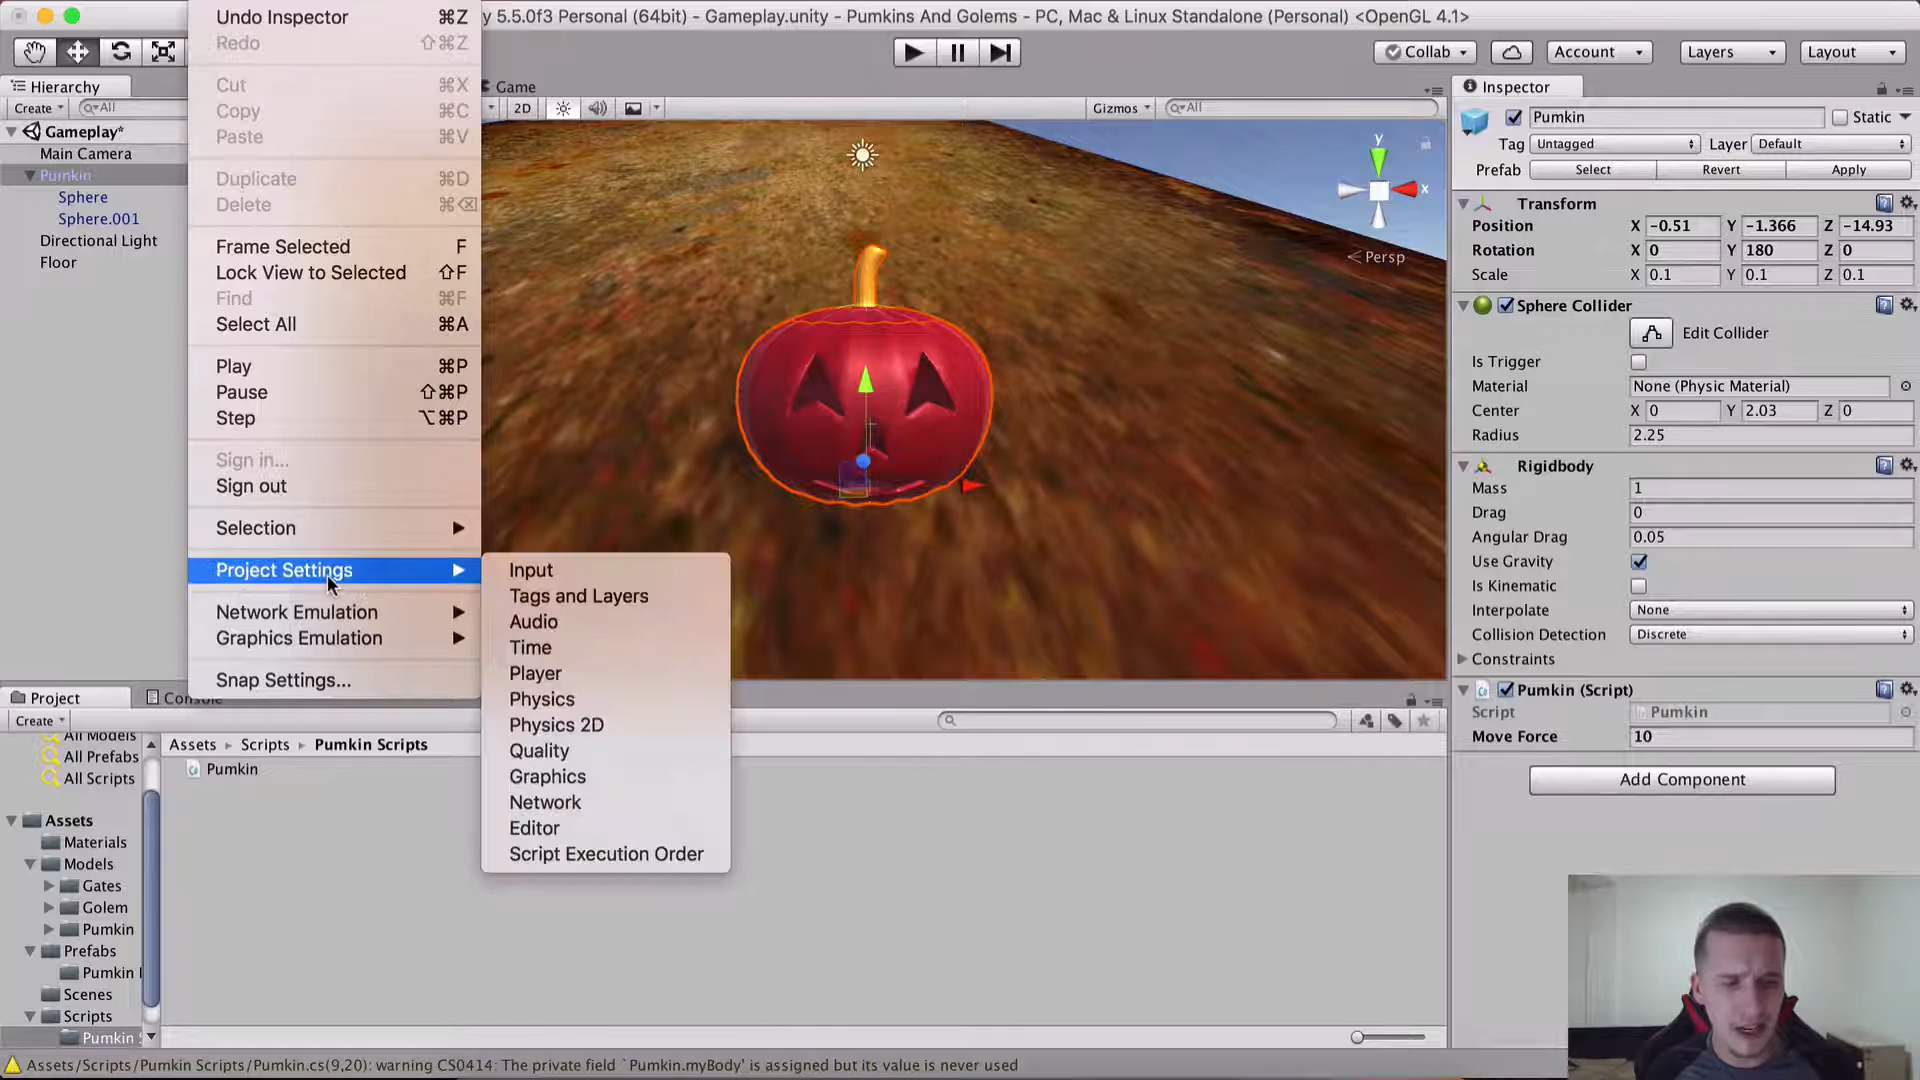 y 5.5.0f3 Personal (64bit) - Gameplay.unity - Pumkins And Golems - PC, Mac & Linux Standalone (Personal) <OpenGL 4.1>
Undo Inspector ⌘Z
Redo ⇧⌘Z
Cut ⌘X
Copy ⌘C
Paste ⌘V
Duplicate ⌘D
Delete ⌘⌫
Frame Selected F
Lock View to Selected ⇧F
Find ⌘F
Select All ⌘A
Play ⌘P
Pause ⇧⌘P
Step ⌥⌘P
Sign in...
Sign out
Selection
Project Settings
Network Emulation
Graphics Emulation
Snap Settings...
Input
Tags and Layers
Audio
Time
Player
Physics
Physics 2D
Quality
Graphics
Network
Editor
Script Execution Order
Collab
Account
Layers
Layout
Hierarchy
Create
All
Gameplay*
Main Camera
Pumkin
Sphere
Sphere.001
Directional Light
Floor
Game
2D
Gizmos
All
y
x
Persp
Inspector
Pumkin
Static
Tag Untagged Layer Default
Prefab Select Revert Apply
Transform
Position X -0.51 Y -1.366 Z -14.93
Rotation X 0 Y 180 Z 0
Scale X 0.1 Y 0.1 Z 0.1
Sphere Collider
Edit Collider
Is Trigger
Material None (Physic Material)
Center X 0 Y 2.03 Z 0
Radius 2.25
Rigidbody
Mass 1
Drag 0
Angular Drag 0.05
Use Gravity
Is Kinematic
Interpolate None
Collision Detection Discrete
Constraints
Pumkin (Script)
Script Pumkin
Move Force 10
Add Component
Project
Console
Create
All Models
All Prefabs
All Scripts
Assets
Materials
Models
Gates
Golem
Pumkin
Prefabs
Pumkin
Scenes
Scripts
Pumkin
Assets Scripts Pumkin Scripts
Pumkin
Assets/Scripts/Pumkin Scripts/Pumkin.cs(9,20): warning CS0414: The private field `Pumkin.myBody' is assigned but its value is never used